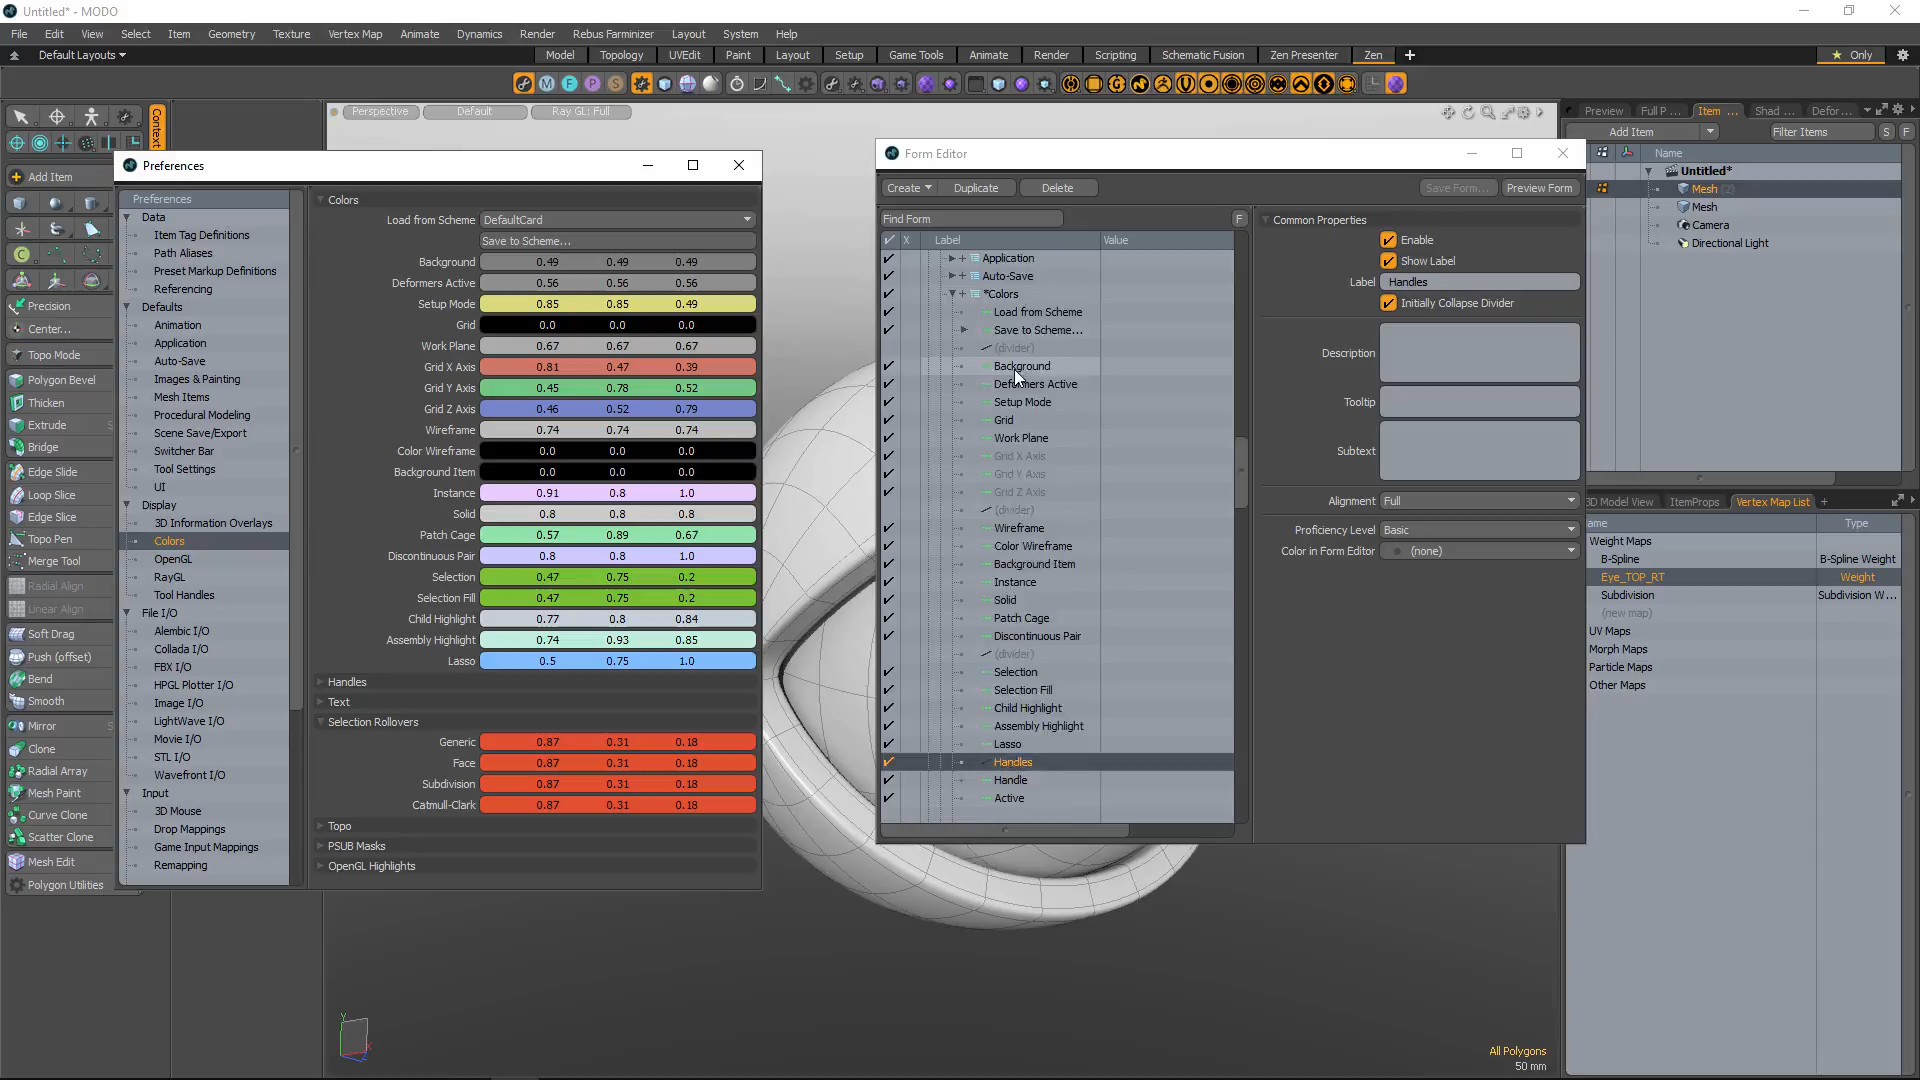 Untitled* - MODO
File Edit View Select Item Geometry Texture Vertex Map Animate Dynamics Render Rebus Farminizer Layout System Help
Default Layouts Model Topology UVEdit Paint Layout Setup Game Tools Animate Render Scripting Schematic Fusion Zen Presenter Zen + Only
Perspective Default Ray GL: Full
Preview Full P ... Item ... Shad ... Defor ...
Add Item Filter Items S F
Name
Untitled*
Mesh (2)
Mesh
Camera
Directional Light
3D Model View ItemProps Vertex Map List +
Type
Weight Maps
B-Spline B-Spline Weight
Eye_TOP_RT Weight
Subdivision Subdivision W ...
(new map)
UV Maps
Morph Maps
Particle Maps
Other Maps
Context
Add Item
Precision
Center...
Topo Mode
Polygon Bevel
Thicken
Extrude S
Bridge
Edge Slide
Loop Slice
Edge Slice
Topo Pen
Merge Tool
Radial Align
Linear Align
Soft Drag
Push (offset)
Bend
Smooth
Mirror S
Clone
Radial Array
Mesh Paint
Curve Clone
Scatter Clone
Mesh Edit
Polygon Utilities
Preferences
Preferences
Data
Item Tag Definitions
Path Aliases
Preset Markup Definitions
Referencing
Defaults
Animation
Application
Auto-Save
Images & Painting
Mesh Items
Procedural Modeling
Scene Save/Export
Switcher Bar
Tool Settings
UI
Display
3D Information Overlays
Colors
OpenGL
RayGL
Tool Handles
File I/O
Alembic I/O
Collada I/O
FBX I/O
HPGL Plotter I/O
Image I/O
LightWave I/O
Movie I/O
STL I/O
Wavefront I/O
Input
3D Mouse
Drop Mappings
Game Input Mappings
Remapping
Colors
Load from Scheme DefaultCard
Save to Scheme...
Background 0.49 0.49 0.49
Deformers Active 0.56 0.56 0.56
Setup Mode 0.85 0.85 0.49
Grid 0.0 0.0 0.0
Work Plane 0.67 0.67 0.67
Grid X Axis 0.81 0.47 0.39
Grid Y Axis 0.45 0.78 0.52
Grid Z Axis 0.46 0.52 0.79
Wireframe 0.74 0.74 0.74
Color Wireframe 0.0 0.0 0.0
Background Item 0.0 0.0 0.0
Instance 0.91 0.8 1.0
Solid 0.8 0.8 0.8
Patch Cage 0.57 0.89 0.67
Discontinuous Pair 0.8 0.8 1.0
Selection 0.47 0.75 0.2
Selection Fill 0.47 0.75 0.2
Child Highlight 0.77 0.8 0.84
Assembly Highlight 0.74 0.93 0.85
Lasso 0.5 0.75 1.0
Handles
Text
Selection Rollovers
Generic 0.87 0.31 0.18
Face 0.87 0.31 0.18
Subdivision 0.87 0.31 0.18
Catmull-Clark 0.87 0.31 0.18
Topo
PSUB Masks
OpenGL Highlights
Form Editor
Create Duplicate Delete Save Form... Preview Form
Find Form F
X Label Value
Application
Auto-Save
*Colors
Load from Scheme
Save to Scheme...
(divider)
Background
Deformers Active
Setup Mode
Grid
Work Plane
Grid X Axis
Grid Y Axis
Grid Z Axis
(divider)
Wireframe
Color Wireframe
Background Item
Instance
Solid
Patch Cage
Discontinuous Pair
(divider)
Selection
Selection Fill
Child Highlight
Assembly Highlight
Lasso
Handles
Handle
Active
Common Properties
Enable
Show Label
Label Handles
Initially Collapse Divider
Description
Tooltip
Subtext
Alignment Full
Proficiency Level Basic
Color in Form Editor (none)
All Polygons
50 mm